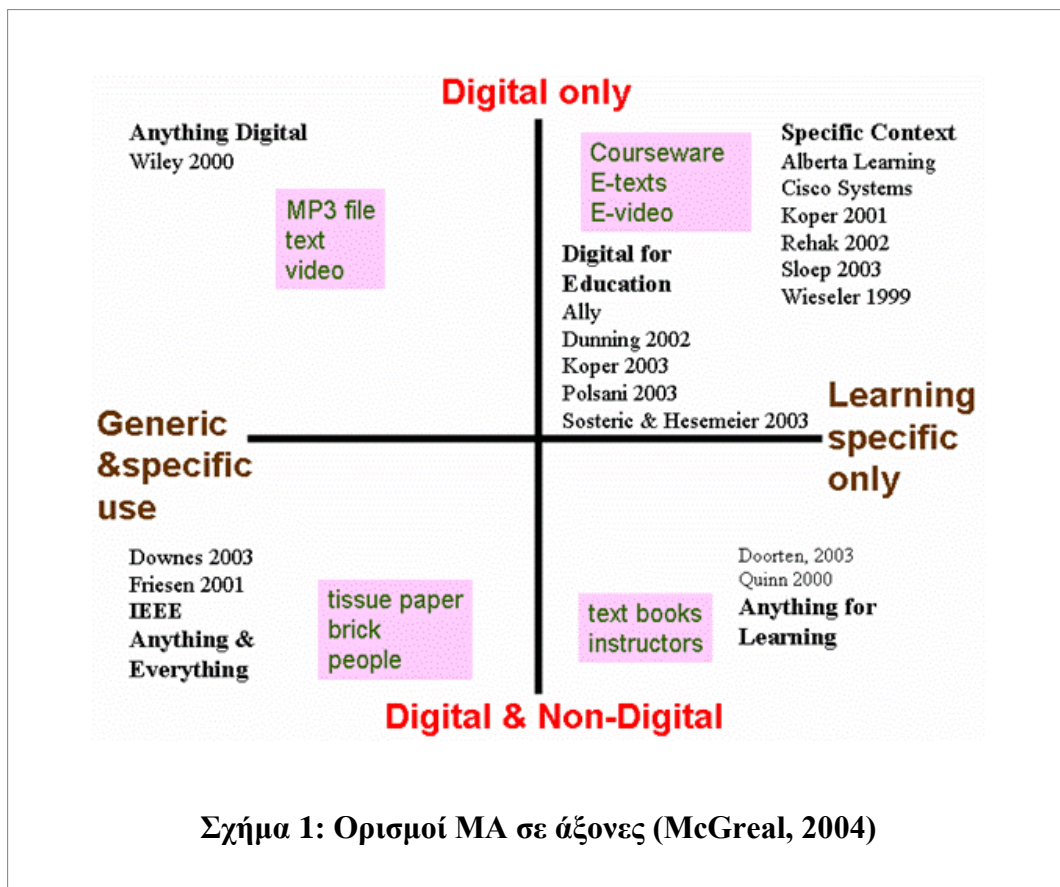 Digital only
Anything Digital
Wiley 2000
MP3 file
text
video
Courseware
E-texts
E-video
Specific Context
Alberta Learning
Cisco Systems
Koper 2001
Rehak 2002
Sloep 2003
Wieseler 1999
Digital for
Education
Ally
Dunning 2002
Koper 2003
Polsani 2003
Sosteric & Hesemeier 2003
Generic
&specific
use
Learning
specific
only
Downes 2003
Friesen 2001
IEEE
Anything &
Everything
tissue paper
brick
people
text books
instructors
Doorten, 2003
Quinn 2000
Anything for
Learning
Digital & Non-Digital
Σχήμα 1: Ορισμοί ΜΑ σε άξονες (McGreal, 2004)